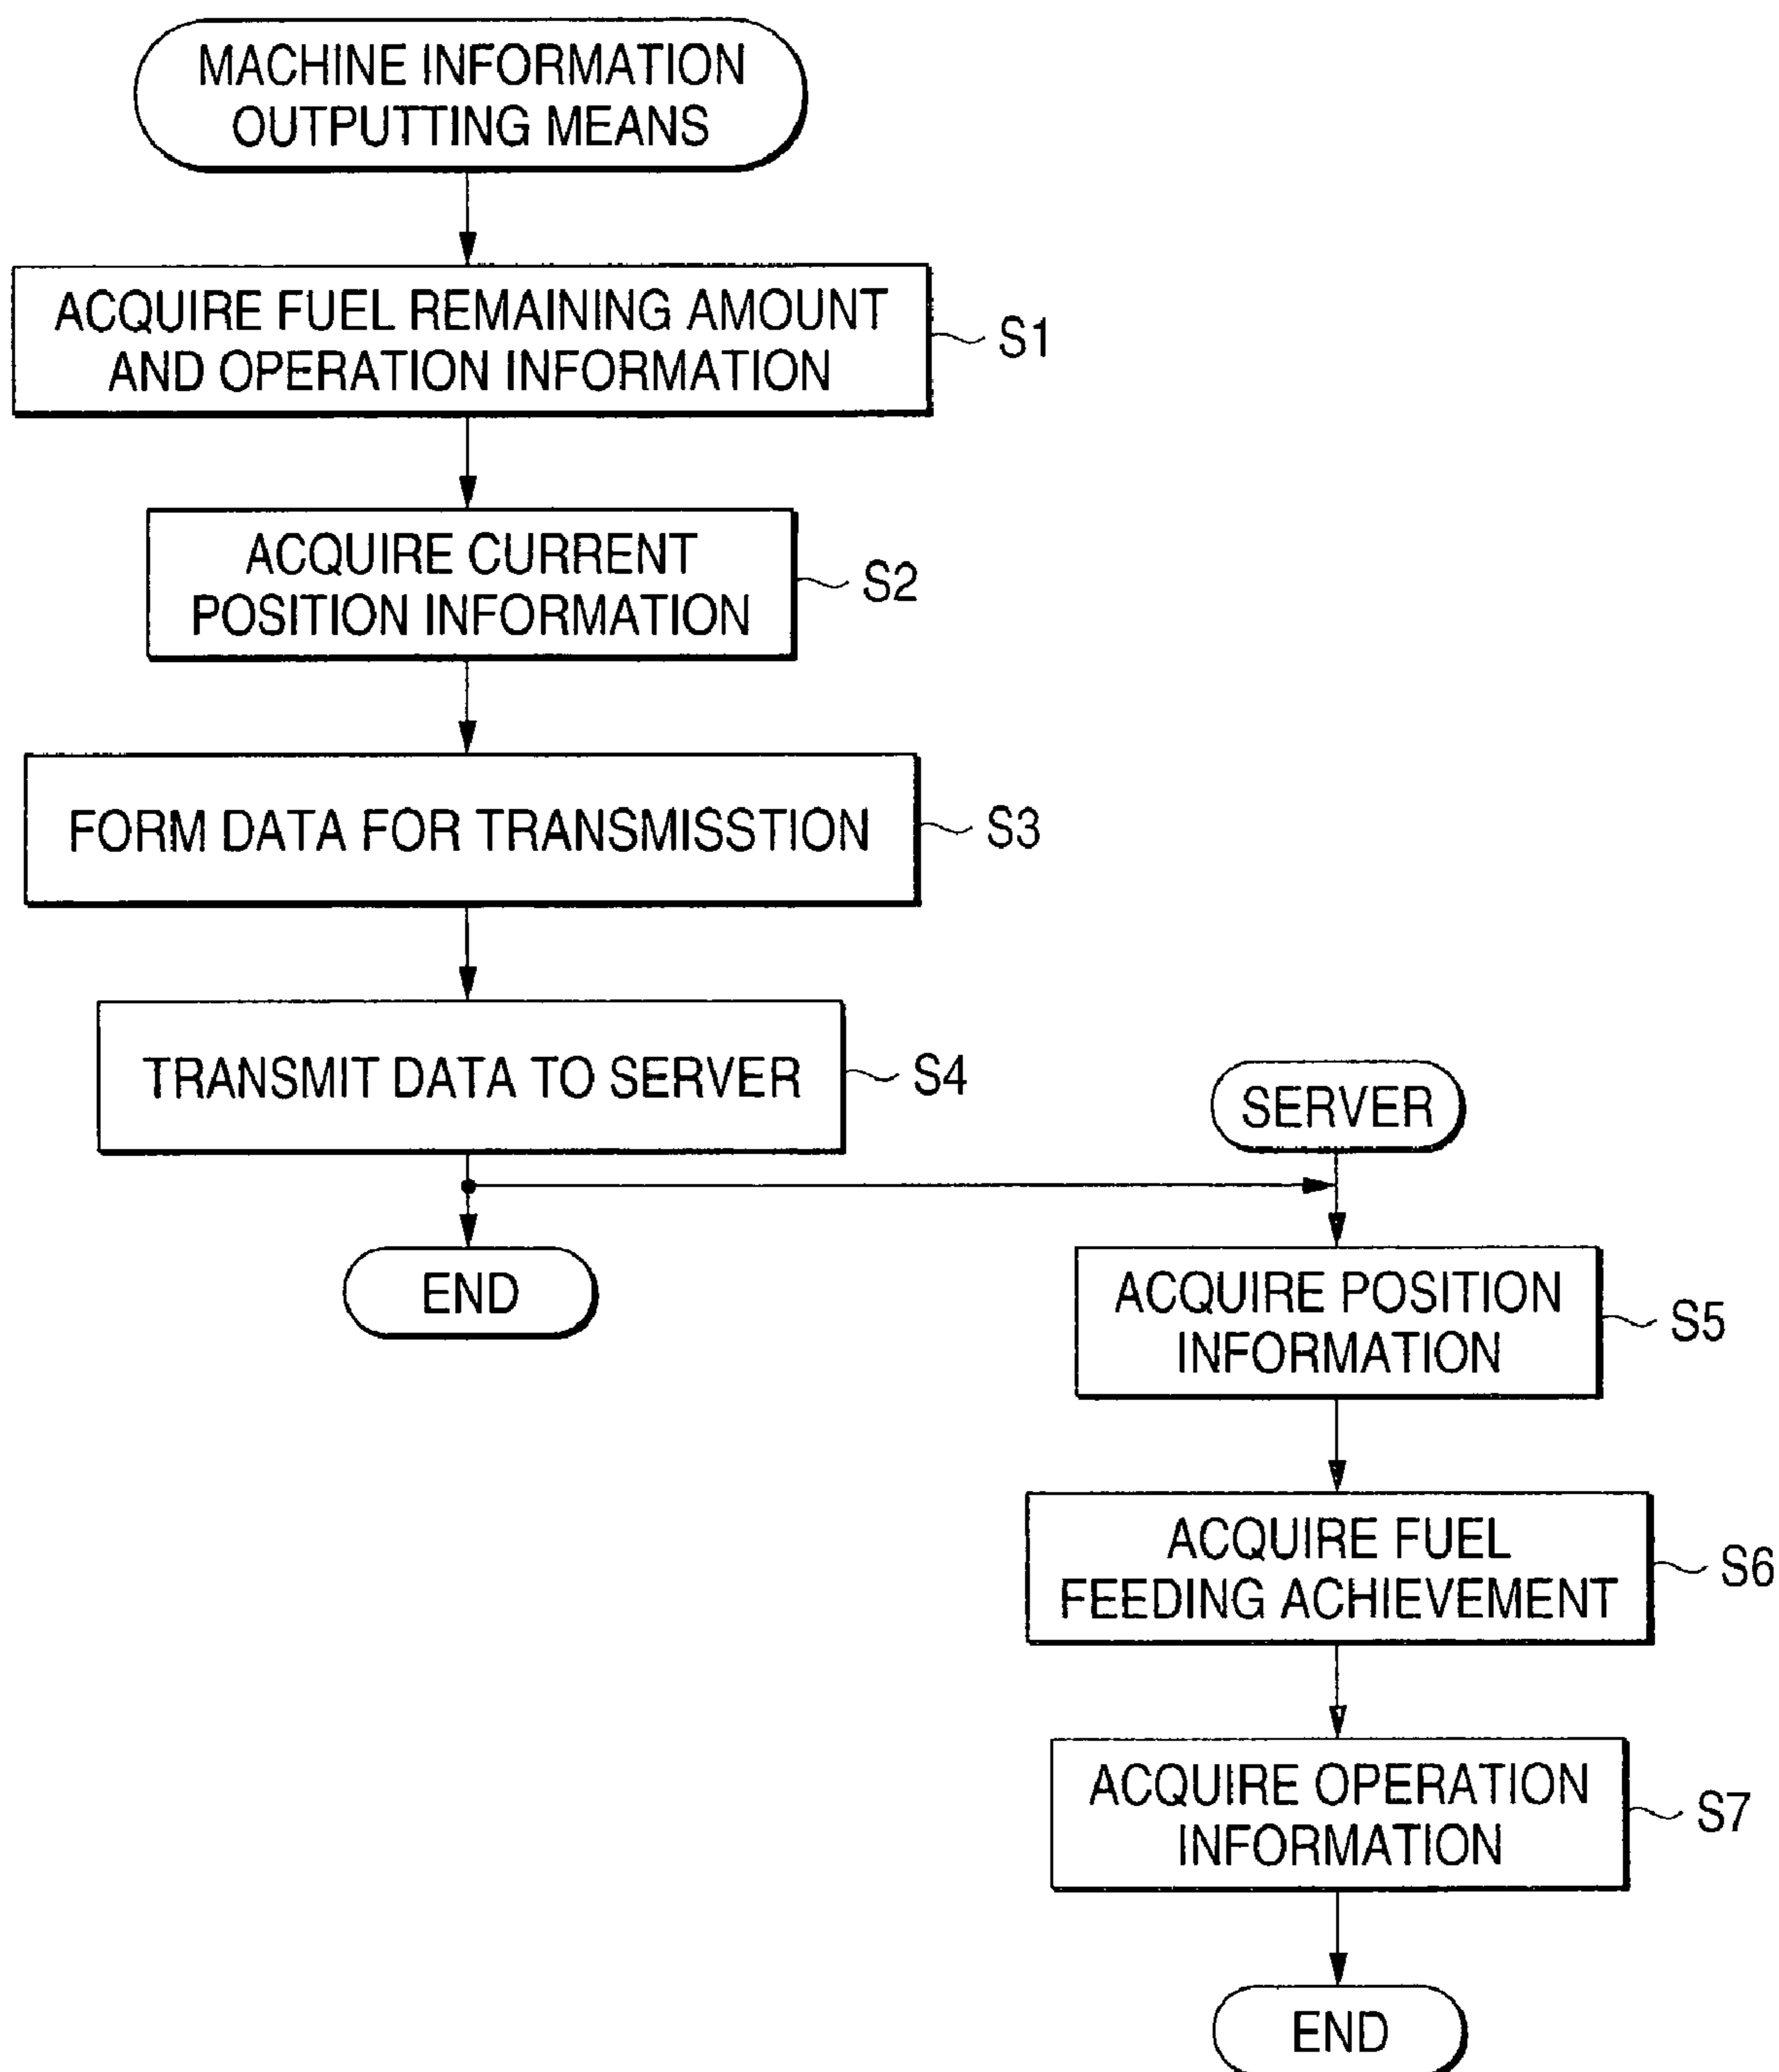 MACHINE INFORMATION
OUTPUTTING MEANS
ACQUIRE FUEL REMAINING AMOUNT
AND OPERATION INFORMATION
S1
ACQUIRE CURRENT
POSITION INFORMATION
S2
FORM DATA FOR TRANSMISSTION
S3
TRANSMIT DATA TO SERVER
S4
END
SERVER
ACQUIRE POSITION
INFORMATION
S5
ACQUIRE FUEL
FEEDING ACHIEVEMENT
S6
ACQUIRE OPERATION
INFORMATION
S7
END